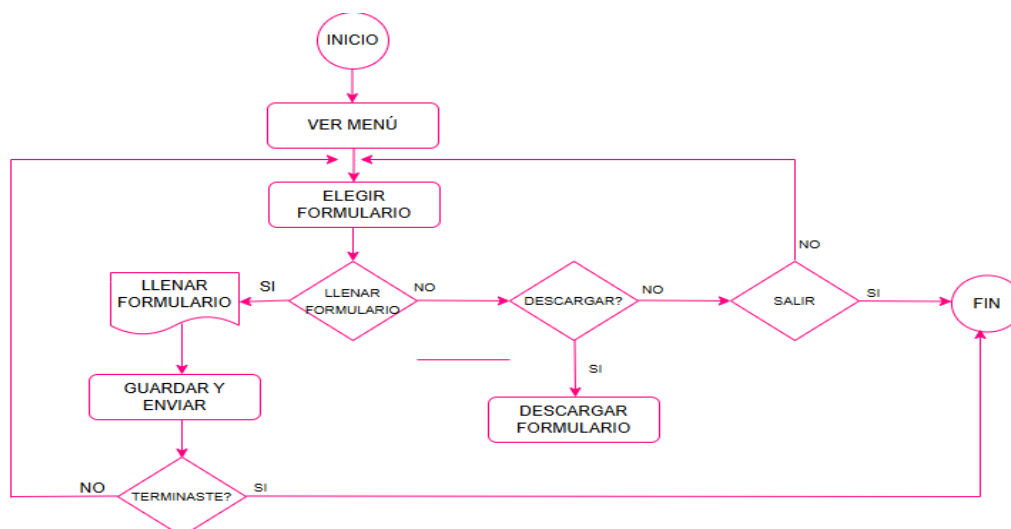 INICIO
VER MENÚ
ELEGIR
FORMULARIO
NO
LLENAR
FORMULARIO
SI
LLENAR
FORMULARIO
NO
DESCARGAR?
NO
SALIR
SI
FIN
SI
GUARDAR Y
ENVIAR
DESCARGAR
FORMULARIO
NO
TERMINASTE?
SI